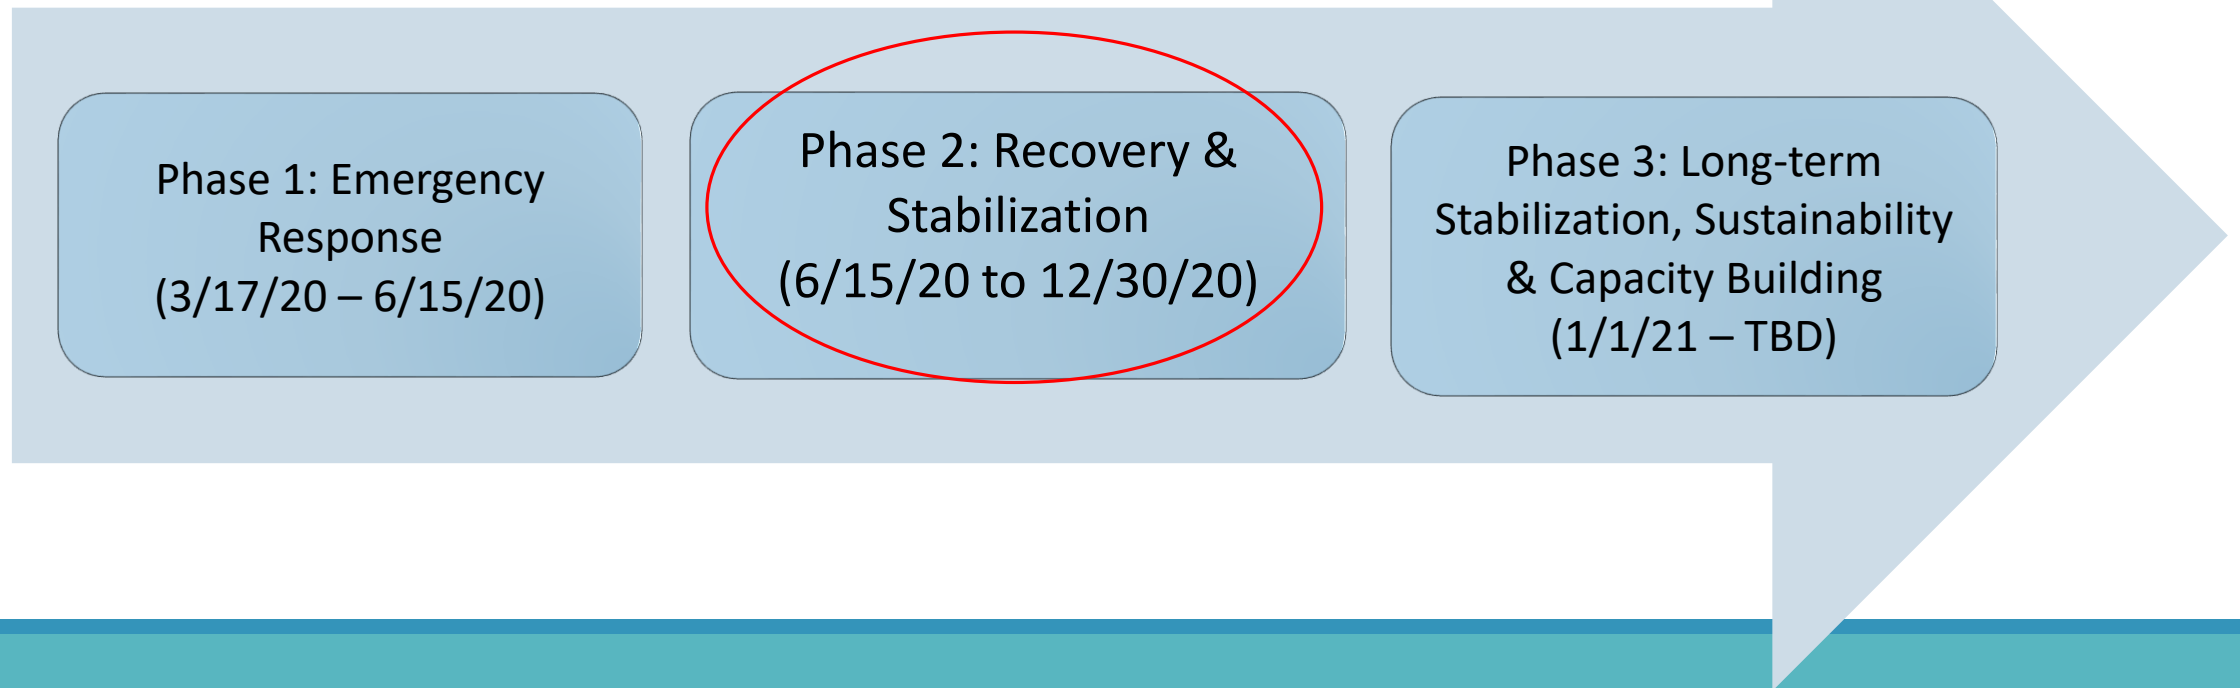 Phase 1: Emergency
Response
(3/17/20 – 6/15/20)
Phase 2: Recovery &
Stabilization
(6/15/20 to 12/30/20)
Phase 3: Long-term
Stabilization, Sustainability
& Capacity Building
(1/1/21 – TBD)